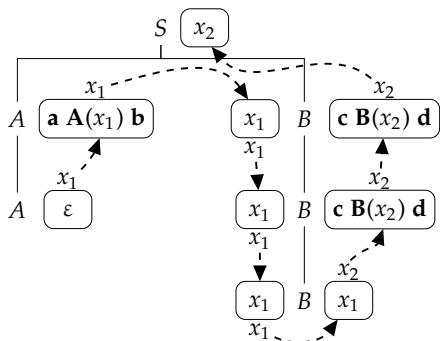 S x₂
x₁ x₂
A a A(x₁) b x₁ B c B(x₂) d
x₁ x₁ x₂
A ε x₁ B c B(x₂) d
x₁ x₂
x₁ B x₁
x₁